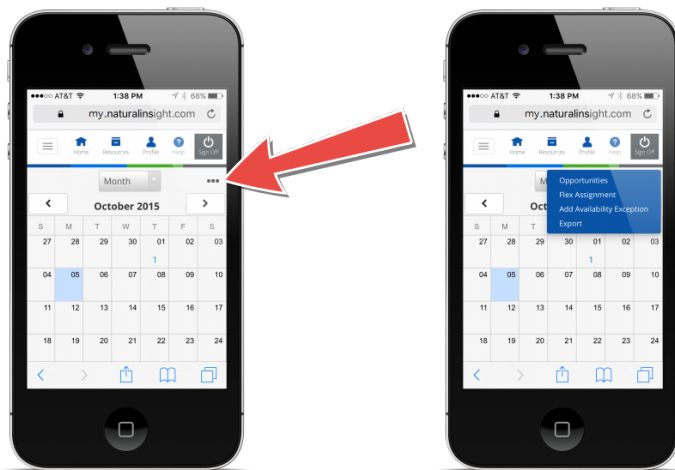 ●●●○○ AT&T 1:38 PM 68%
my.naturalinsight.com
Home Resources Profile Help Sign Off
Month
October 2015
S M T W T F S
27 28 29 30 01 02 03
1
04 05 06 07 08 09 10
11 12 13 14 15 16 17
18 19 20 21 22 23 24
●●●○○ AT&T 1:38 PM 68%
my.naturalinsight.com
Home Resources Profile Help Sign Off
M
Opportunities
Flex Assignment
Add Availability Exception
Export
Oct
S M T
27 28 29 30 01 02 03
1
04 05 06 07 08 09 10
11 12 13 14 15 16 17
18 19 20 21 22 23 24